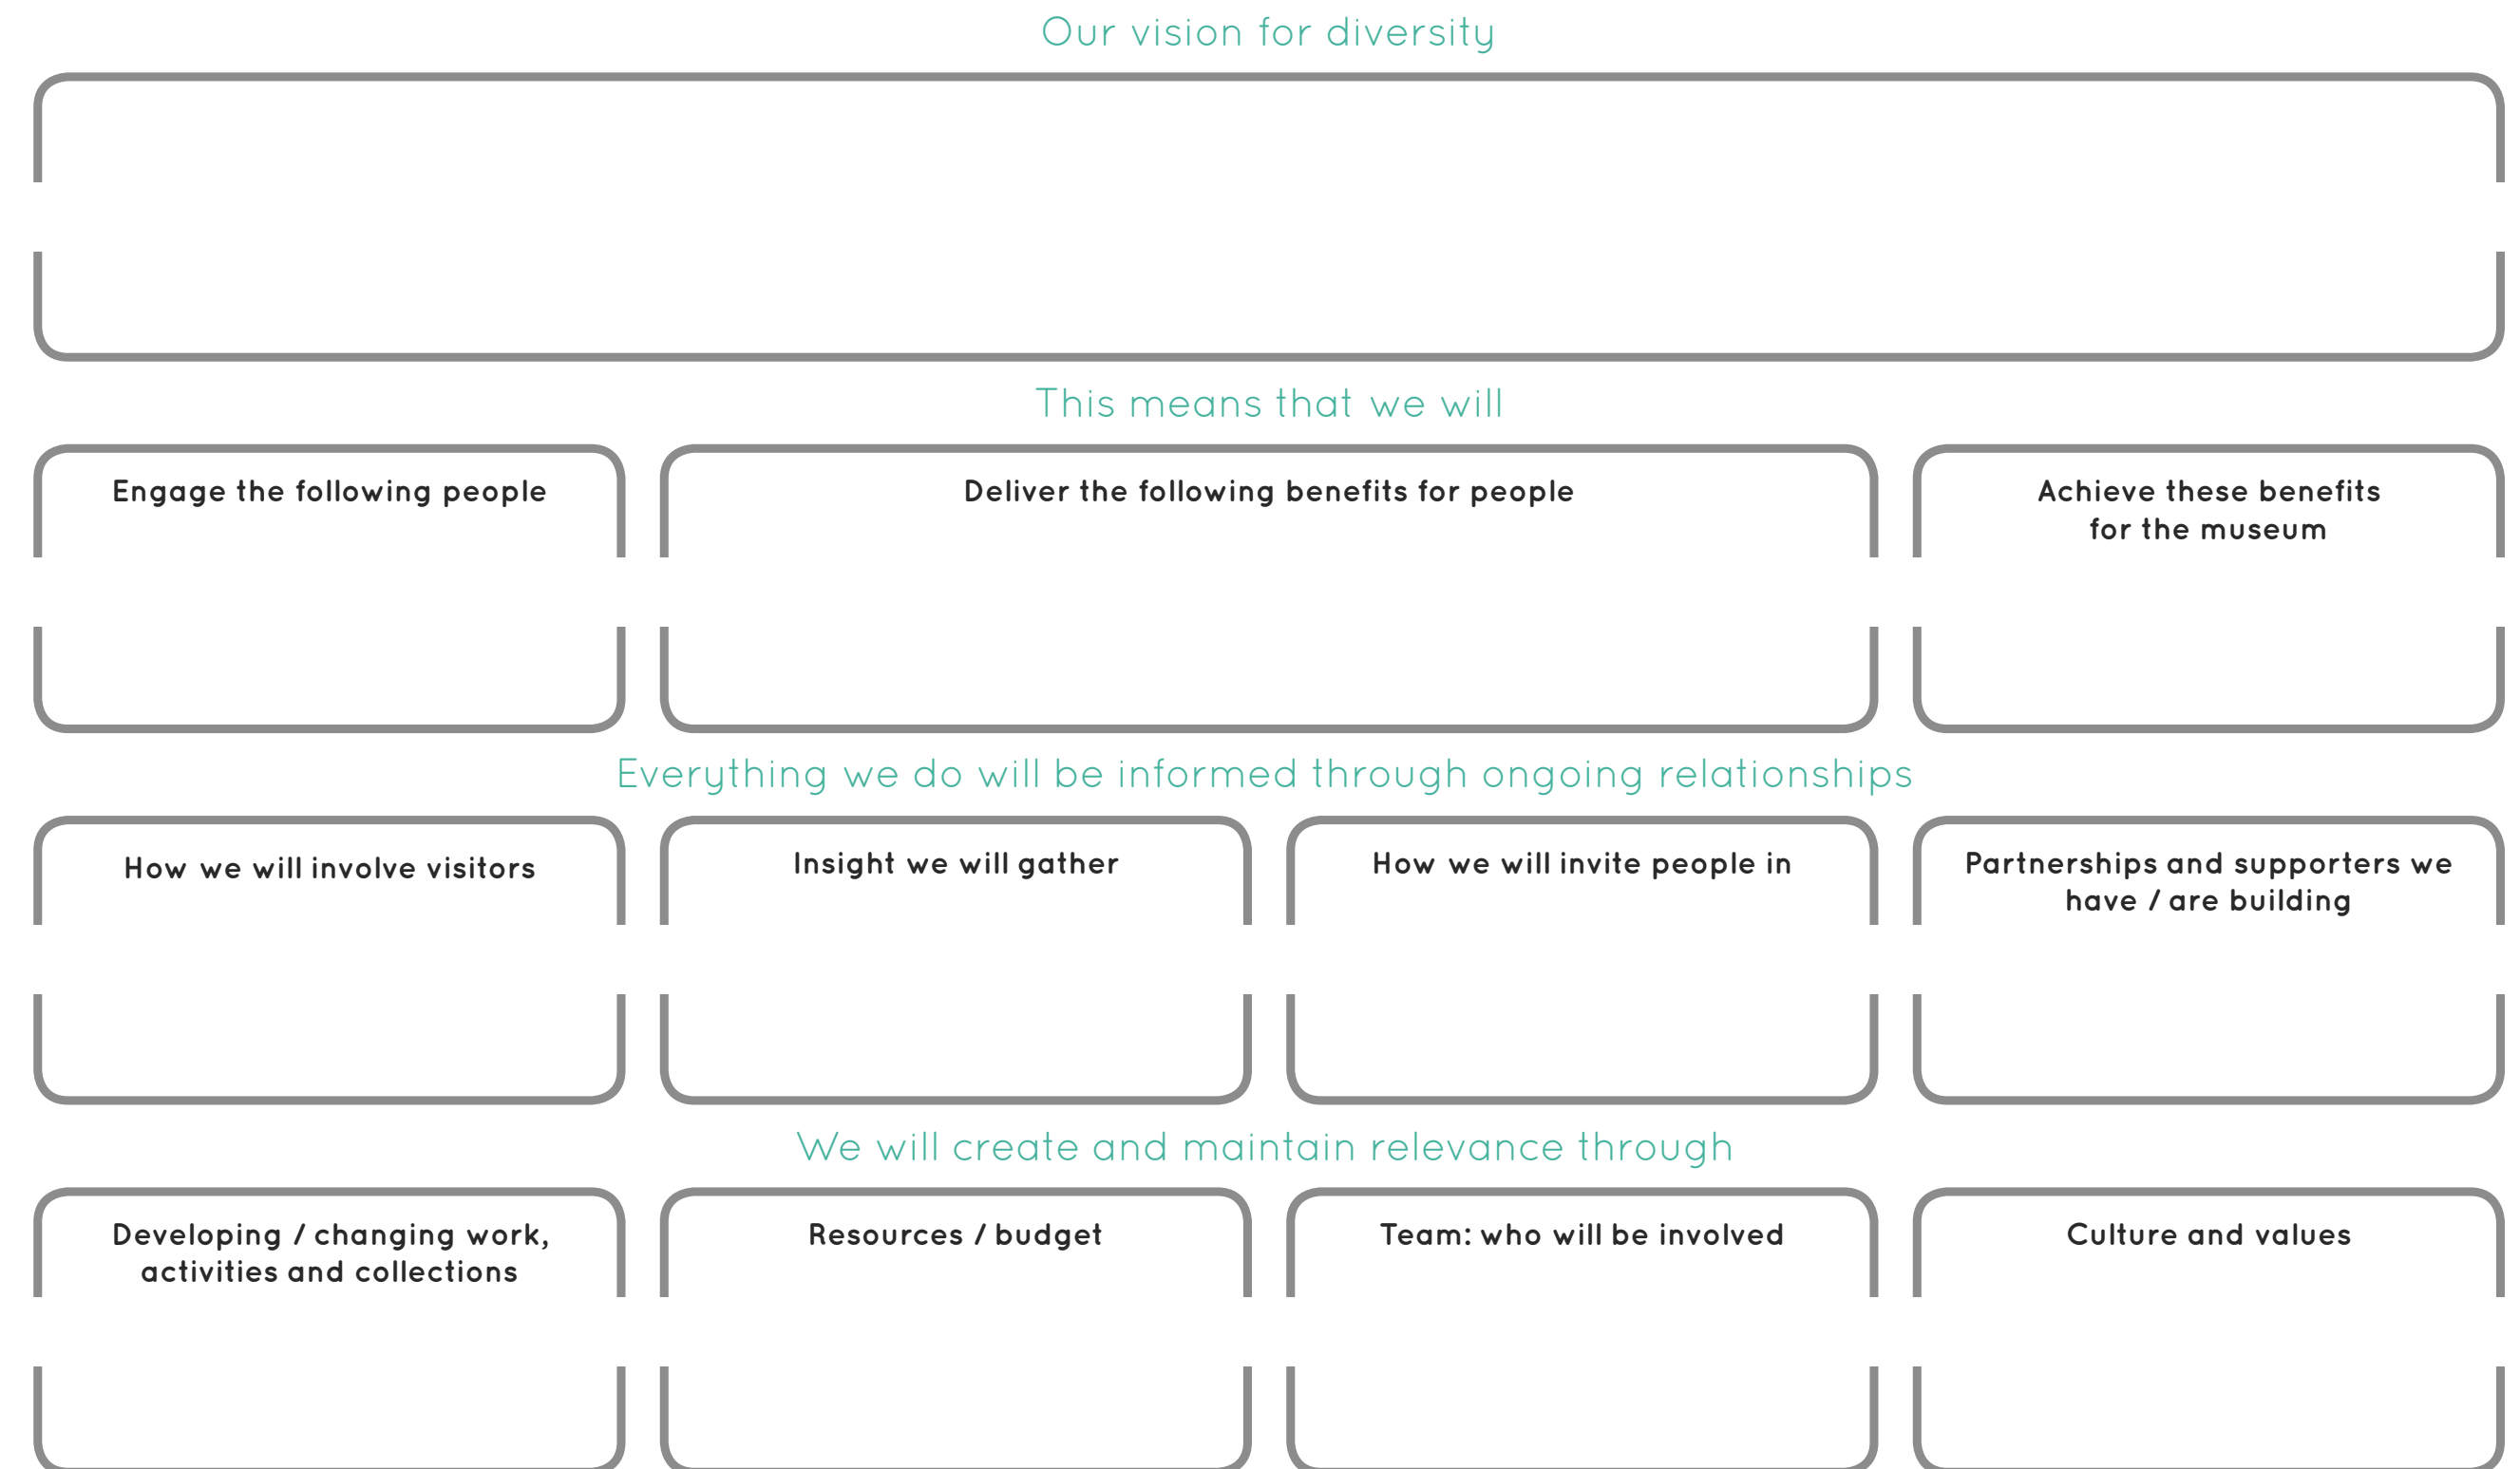 Our vision for diversity
This means that we will
Engage the following people
Deliver the following benefits for people
Achieve these benefits
for the museum
Everything we do will be informed through ongoing relationships
How we will involve visitors
Insight we will gather
How we will invite people in
Partnerships and supporters we
have / are building
We will create and maintain relevance through
Developing / changing work,
activities and collections
Resources / budget
Team: who will be involved
Culture and values